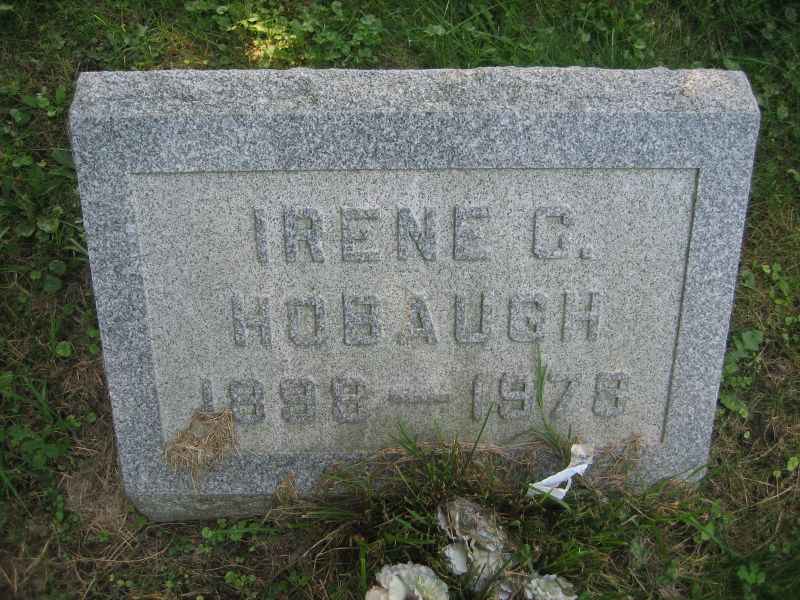 IRENE C.
HOBAUGH
1898 — 1978